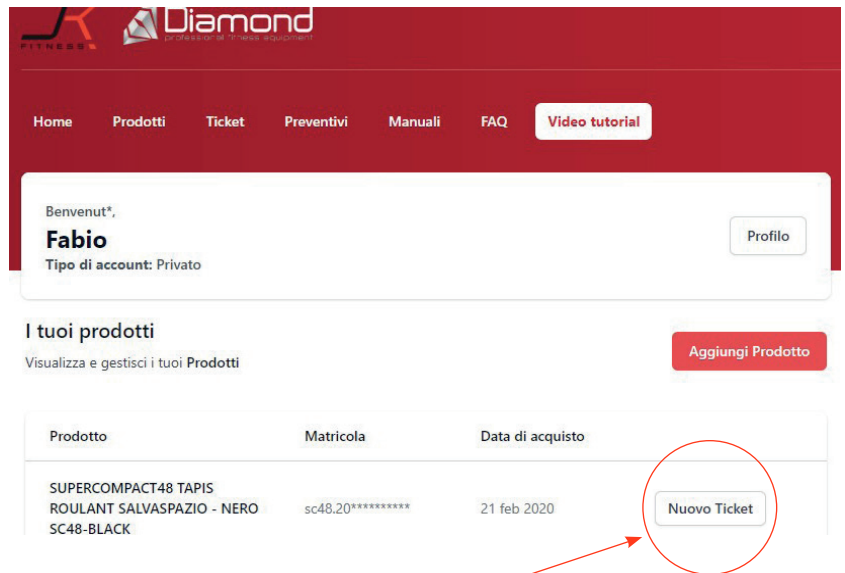 JK
FITNESS
Diamond
professional fitness equipment
Home Prodotti Ticket Preventivi Manuali FAQ Video tutorial
Benvenut*,
Fabio
Tipo di account: Privato
Profilo
I tuoi prodotti
Visualizza e gestisci i tuoi Prodotti
Aggiungi Prodotto
Prodotto Matricola Data di acquisto
SUPERCOMPACT48 TAPIS
ROULANT SALVASPAZIO - NERO
SC48-BLACK
sc48.20********** 21 feb 2020 Nuovo Ticket